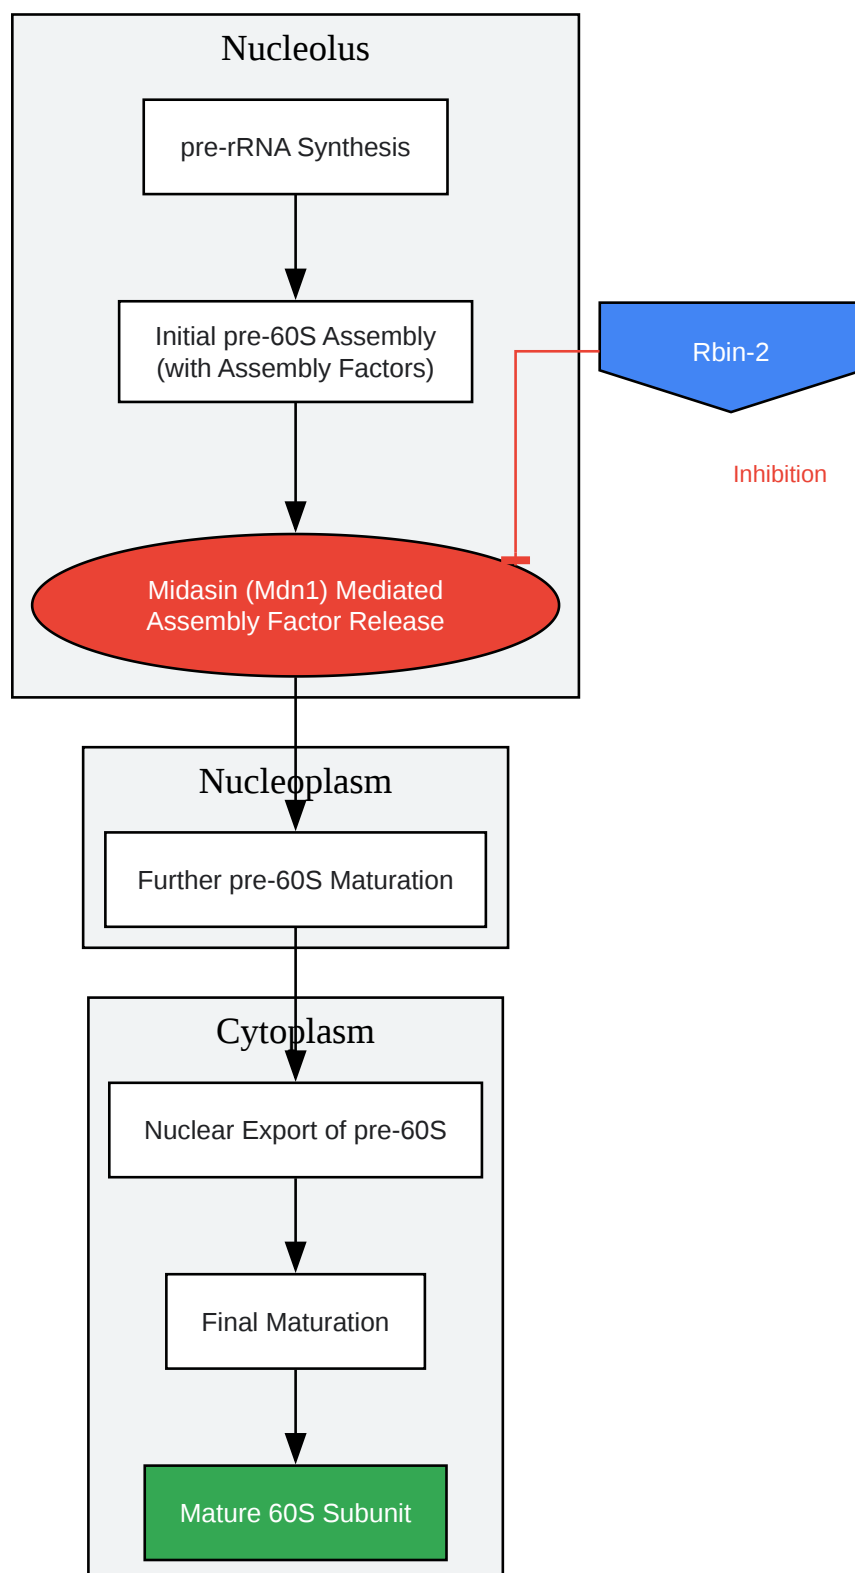 Nucleolus
pre-rRNA Synthesis
Initial pre-60S Assembly
(with Assembly Factors)
Rbin-2
Inhibition
Midasin (Mdn1) Mediated
Assembly Factor Release
Nucleoplasm
Further pre-60S Maturation
Cytoplasm
Nuclear Export of pre-60S
Final Maturation
Mature 60S Subunit